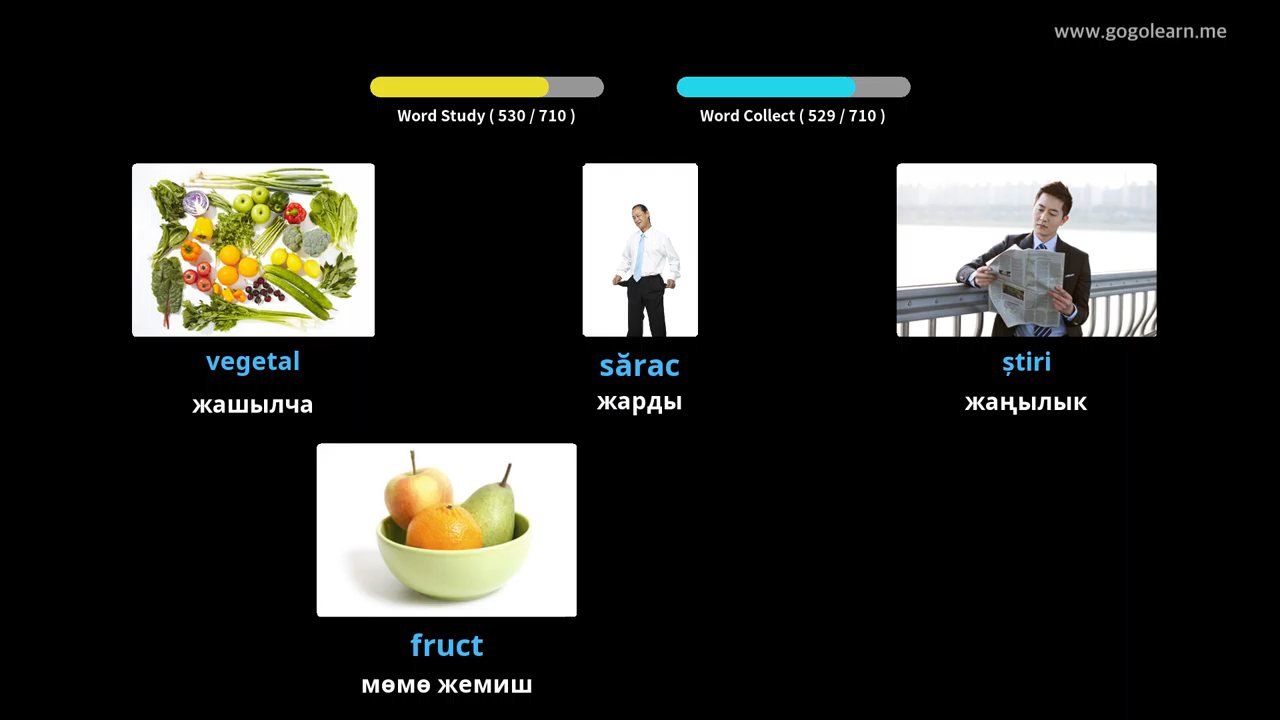 www.gogolearn.me
Word Study ( 530 / 710 )
Word Collect ( 529 / 710 )
vegetal
жашылча
sărac
жарды
știri
жаңылык
fruct
мөмө жемиш